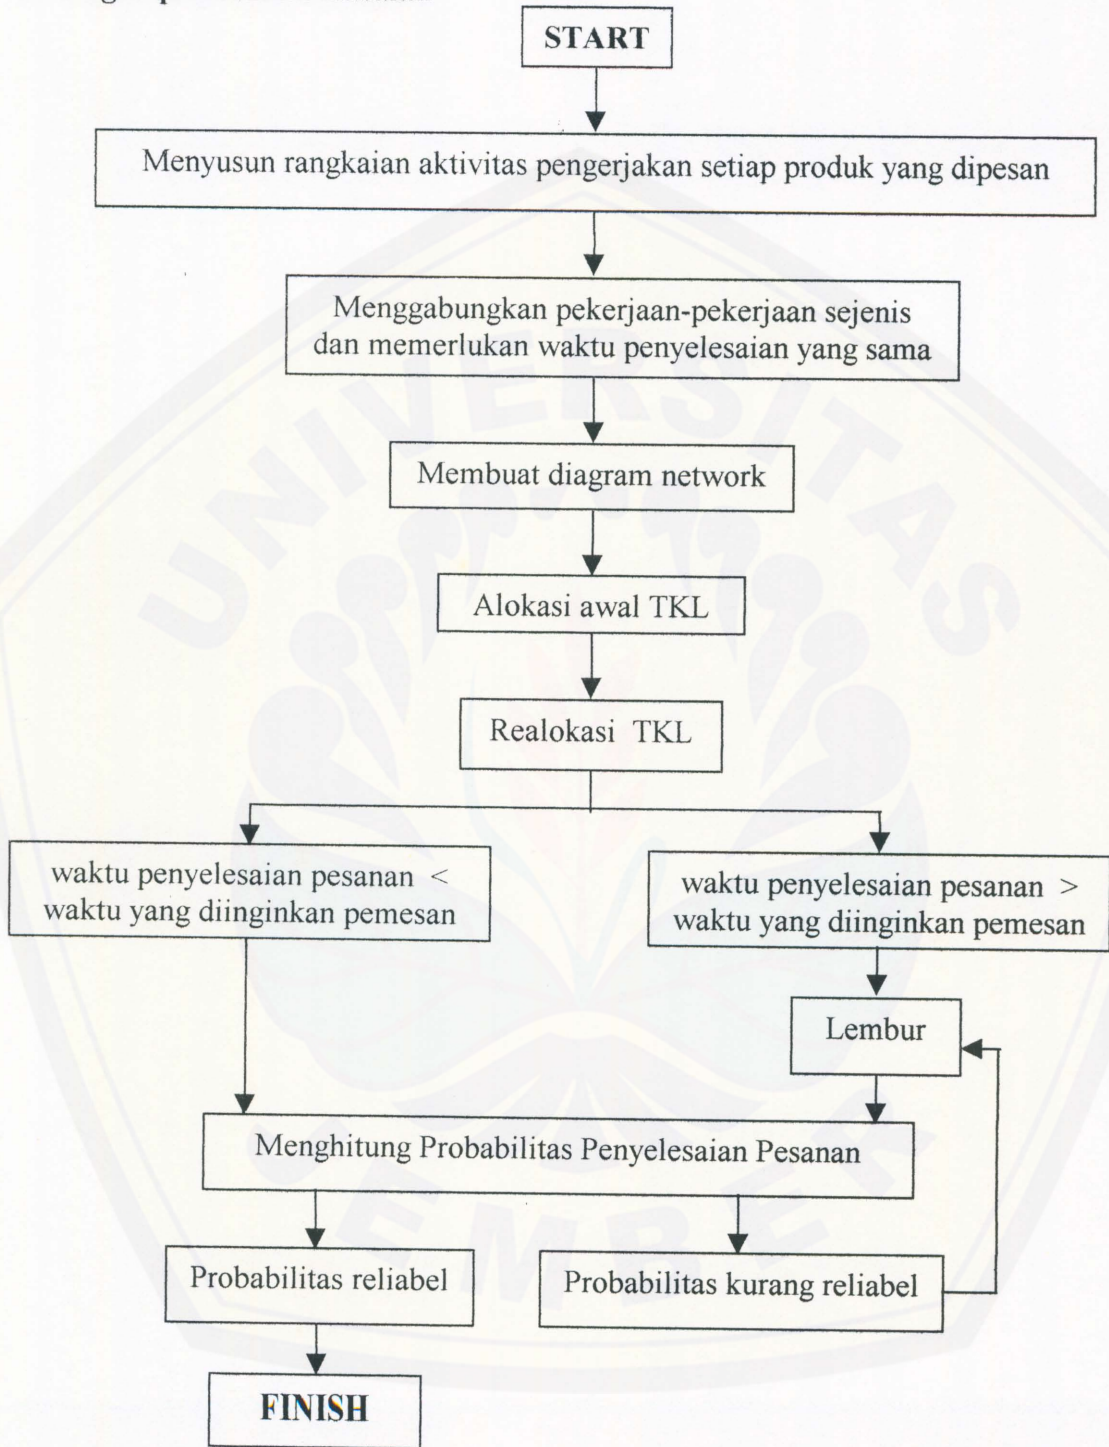 START
Menyusun rangkaian aktivitas pengerjakan setiap produk yang dipesan
Menggabungkan pekerjaan-pekerjaan sejenis
dan memerlukan waktu penyelesaian yang sama
Membuat diagram network
Alokasi awal TKL
Realokasi TKL
waktu penyelesaian pesanan <
waktu yang diinginkan pemesan
waktu penyelesaian pesanan >
waktu yang diinginkan pemesan
Lembur
Menghitung Probabilitas Penyelesaian Pesanan
Probabilitas reliabel
Probabilitas kurang reliabel
FINISH
UNIVERSITAS
JEMBER